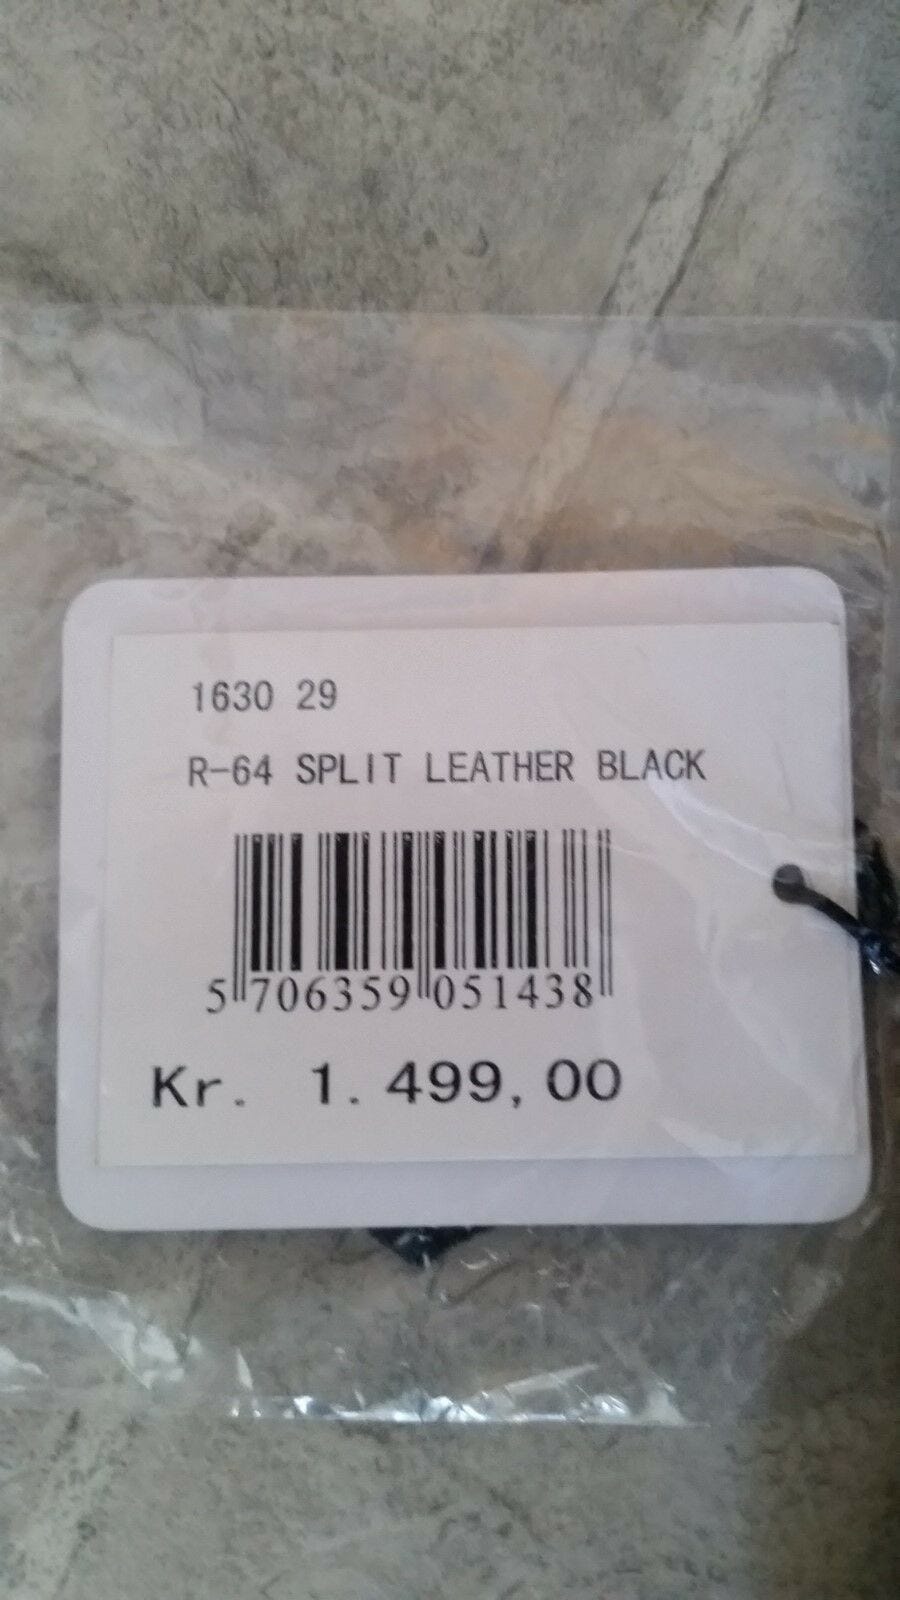 1630 29
R-64 SPLIT LEATHER BLACK
5 706359 051438
Kr. 1.499,00